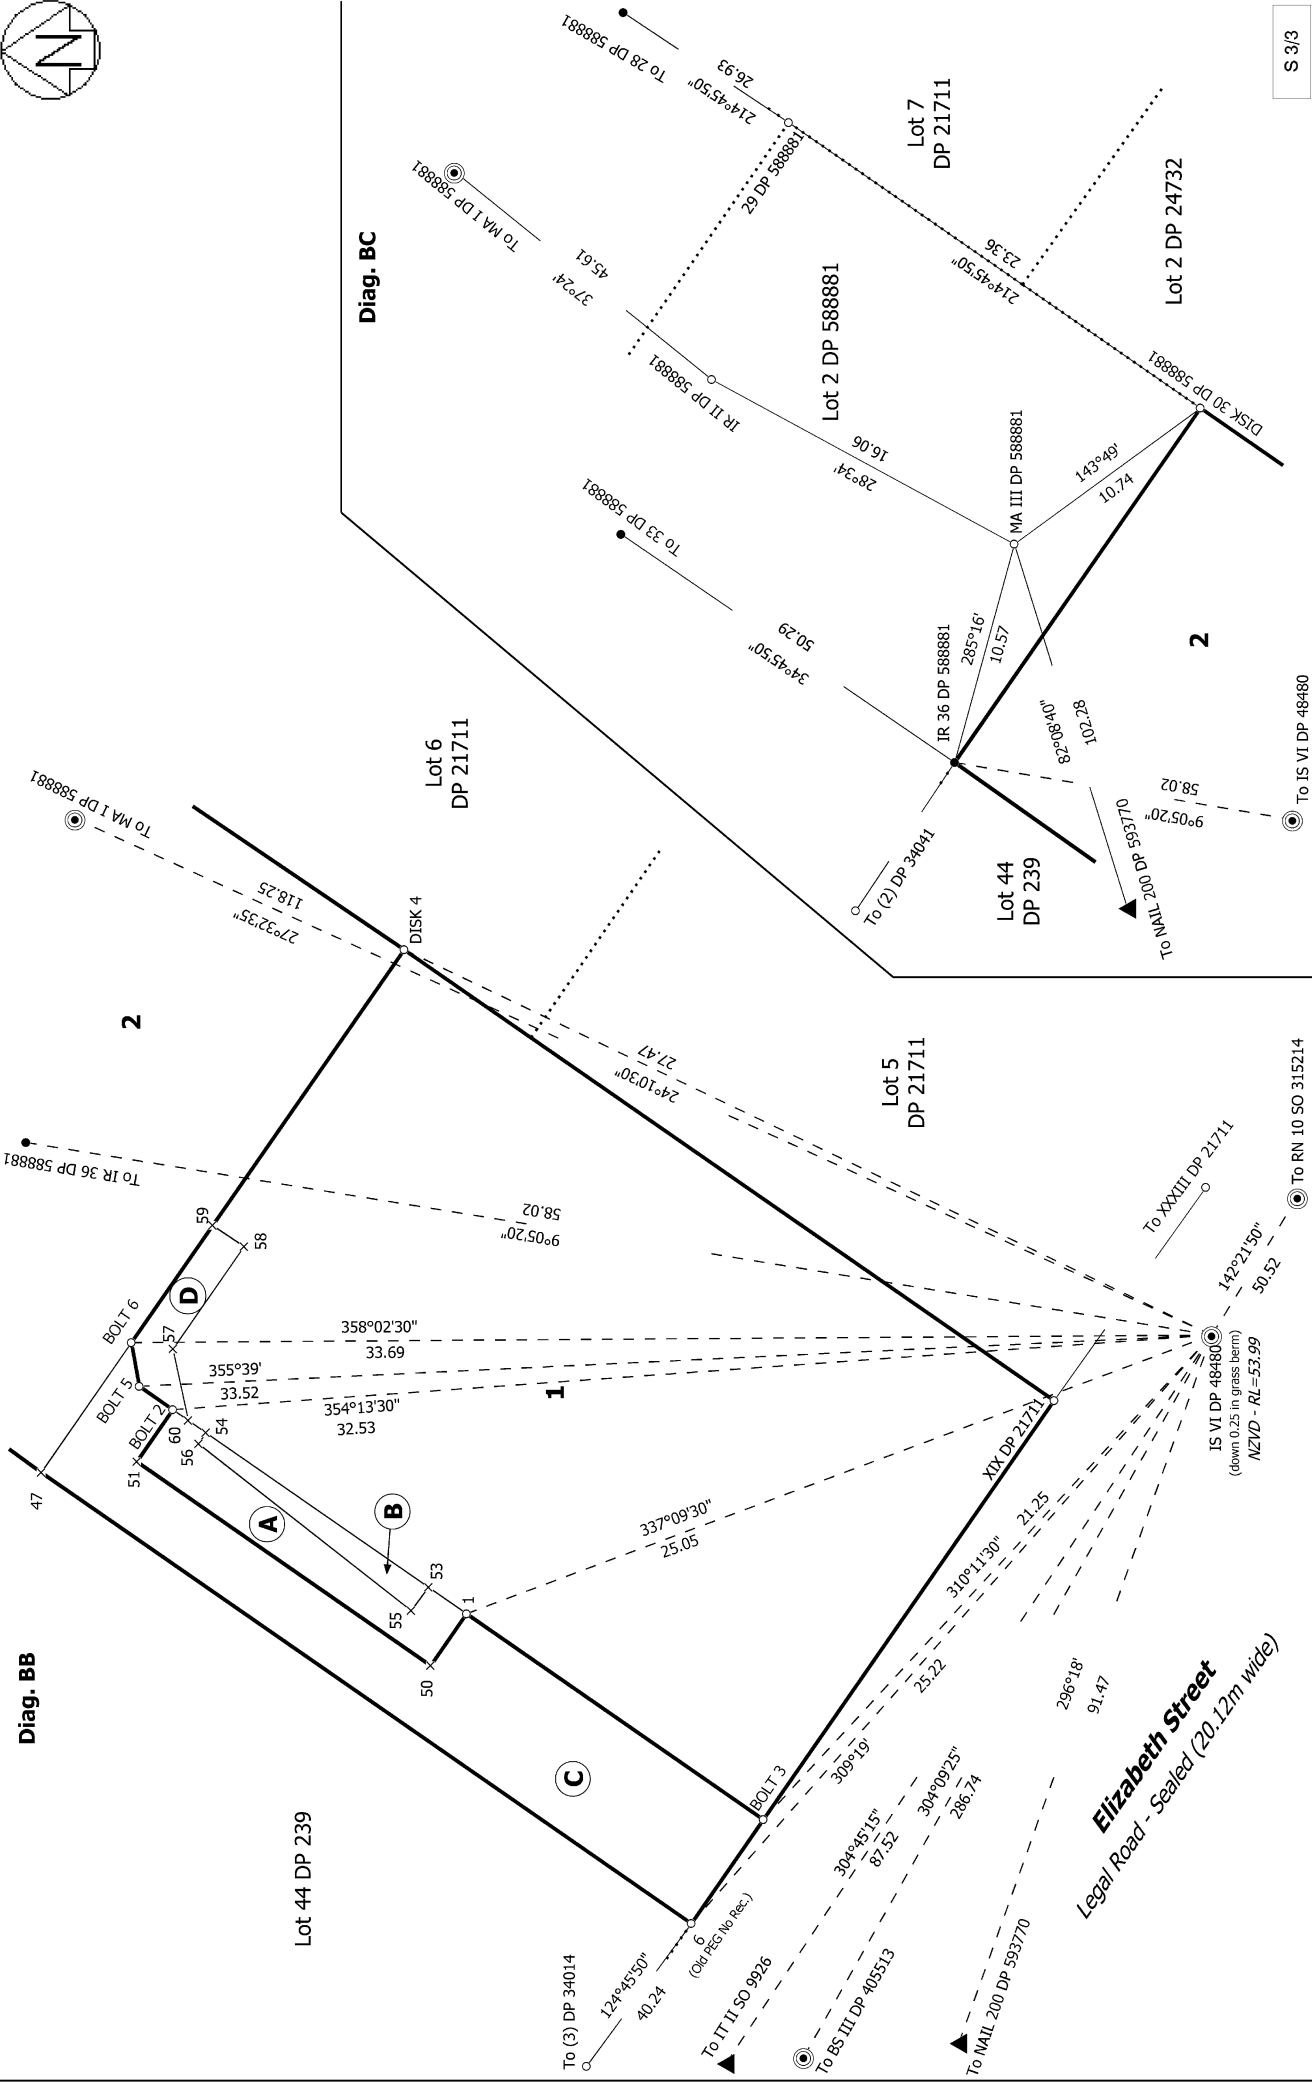 N
Diag. BB
Lot 44 DP 239
2
1
A
B
C
D
47
BOLT 6
BOLT 5
BOLT 2
51
60
54
56
57
58
59
55
53
1
50
BOLT 3
6
(Old PEG No Rec.)
DISK 4
To MA I DP 588881
118.25
27°32'35"
To IR 36 DP 588881
58.02
9°05'20"
27.47
24°10'30"
358°02'30"
33.69
355°39'
33.52
354°13'30"
32.53
337°09'30"
25.05
XIX DP 21711
310°11'30"
21.25
309°19'
25.22
304°45'15"
87.52
304°09'25"
286.74
296°18'
91.47
124°45'50"
40.24
To (3) DP 34014
To IT II SO 9926
To BS III DP 405513
To NAIL 200 DP 593770
Elizabeth Street
Legal Road - Sealed (20.12m wide)
IS VI DP 48480
(down 0.25 in grass berm)
NZVD - RL=53.99
142°21'50"
50.52
To RN 10 SO 315214
To XXXIII DP 21711
Lot 5
DP 21711
Lot 6
DP 21711
Diag. BC
To 28 DP 588881
26.93
214°45'50"
29 DP 588881
To MA I DP 588881
45.61
37°24'
IR II DP 588881
Lot 7
DP 21711
Lot 2 DP 588881
Lot 2 DP 24732
23.36
214°45'50"
16.06
28°34'
To 33 DP 588881
50.29
34°45'50"
IR 36 DP 588881
MA III DP 588881
285°16'
10.57
143°49'
10.74
DISK 30 DP 588881
82°08'40"
102.28
To NAIL 200 DP 593770
To (2) DP 34041
Lot 44
DP 239
58.02
9°05'20"
To IS VI DP 48480
2
S 3/3